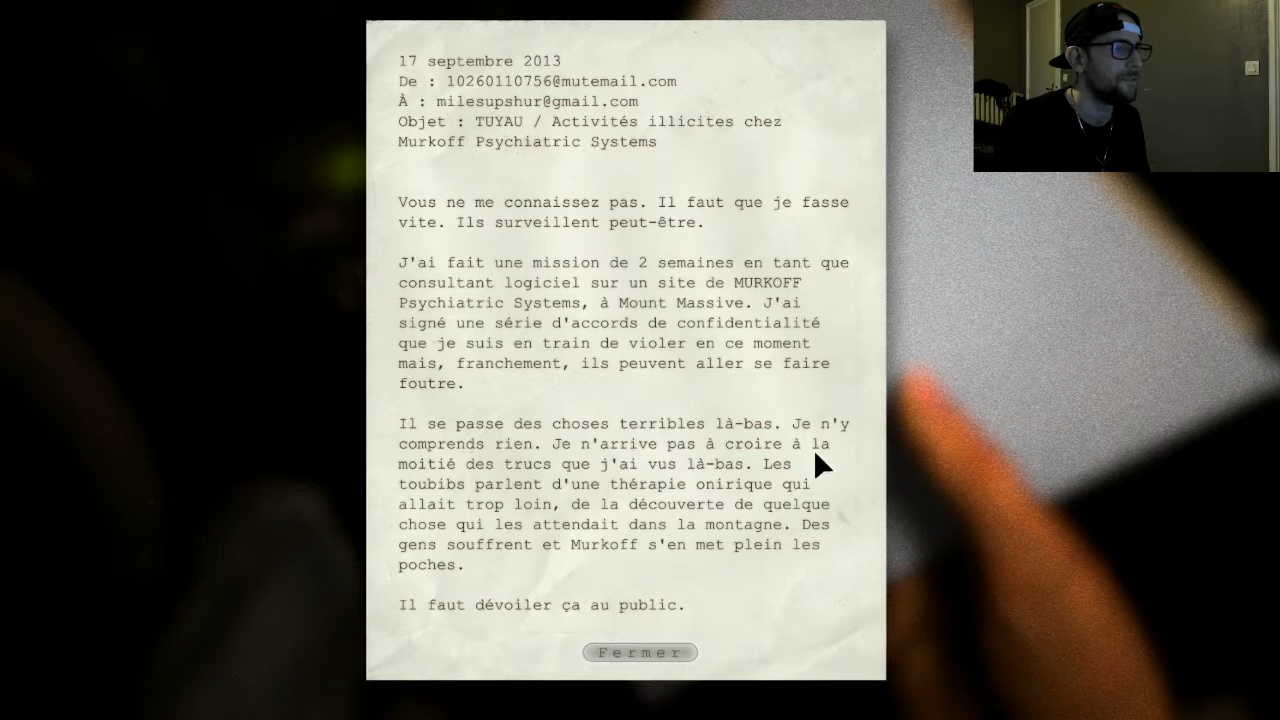 17 septembre 2013
De : 10260110756@mutemail.com
À : milesupshur@gmail.com
Objet : TUYAU / Activités illicites chez
Murkoff Psychiatric Systems
Vous ne me connaissez pas. Il faut que je fasse
vite. Ils surveillent peut-être.
J'ai fait une mission de 2 semaines en tant que
consultant logiciel sur un site de MURKOFF
Psychiatric Systems, à Mount Massive. J'ai
signé une série d'accords de confidentialité
que je suis en train de violer en ce moment
mais, franchement, ils peuvent aller se faire
foutre.
Il se passe des choses terribles là-bas. Je n'y
comprends rien. Je n'arrive pas à croire à la
moitié des trucs que j'ai vus là-bas. Les
toubibs parlent d'une thérapie onirique qui
allait trop loin, de la découverte de quelque
chose qui les attendait dans la montagne. Des
gens souffrent et Murkoff s'en met plein les
poches.
Il faut dévoiler ça au public.
Fermer